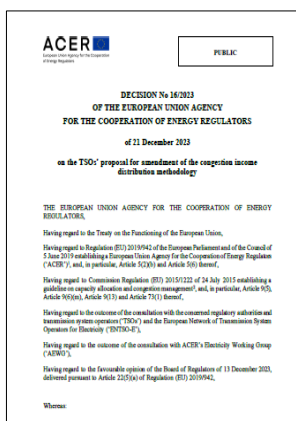 ACER
European Union Agency for the Cooperation
of Energy Regulators
PUBLIC
DECISION No 16/2023
OF THE EUROPEAN UNION AGENCY
FOR THE COOPERATION OF ENERGY REGULATORS
of 21 December 2023
on the TSOs' proposal for amendment of the congestion income
distribution methodology
THE EUROPEAN UNION AGENCY FOR THE COOPERATION OF ENERGY
REGULATORS,
Having regard to the Treaty on the Functioning of the European Union,
Having regard to Regulation (EU) 2019/942 of the European Parliament and of the Council of
5 June 2019 establishing a European Union Agency for the Cooperation of Energy Regulators
('ACER')¹, and, in particular, Article 5(2)(b) and Article 5(6) thereof,
Having regard to Commission Regulation (EU) 2015/1222 of 24 July 2015 establishing a
guideline on capacity allocation and congestion management², and, in particular, Article 9(5),
Article 9(6)(m), Article 9(13) and Article 73(1) thereof,
Having regard to the outcome of the consultation with the concerned regulatory authorities and
transmission system operators ('TSOs') and the European Network of Transmission System
Operators for Electricity ('ENTSO-E'),
Having regard to the outcome of the consultation with ACER's Electricity Working Group
('AEWG'),
Having regard to the favourable opinion of the Board of Regulators of 13 December 2023,
delivered pursuant to Article 22(5)(a) of Regulation (EU) 2019/942,
Whereas: